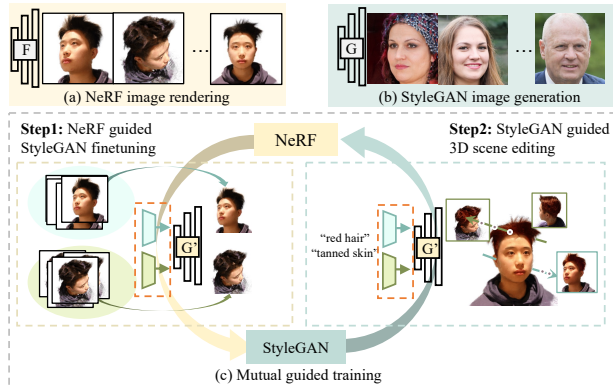 F
...
(a) NeRF image rendering
G
...
(b) StyleGAN image generation
Step1: NeRF guided
StyleGAN finetuning
NeRF
Step2: StyleGAN guided
3D scene editing
G'
“red hair”
“tanned skin”
G'
StyleGAN
(c) Mutual guided training